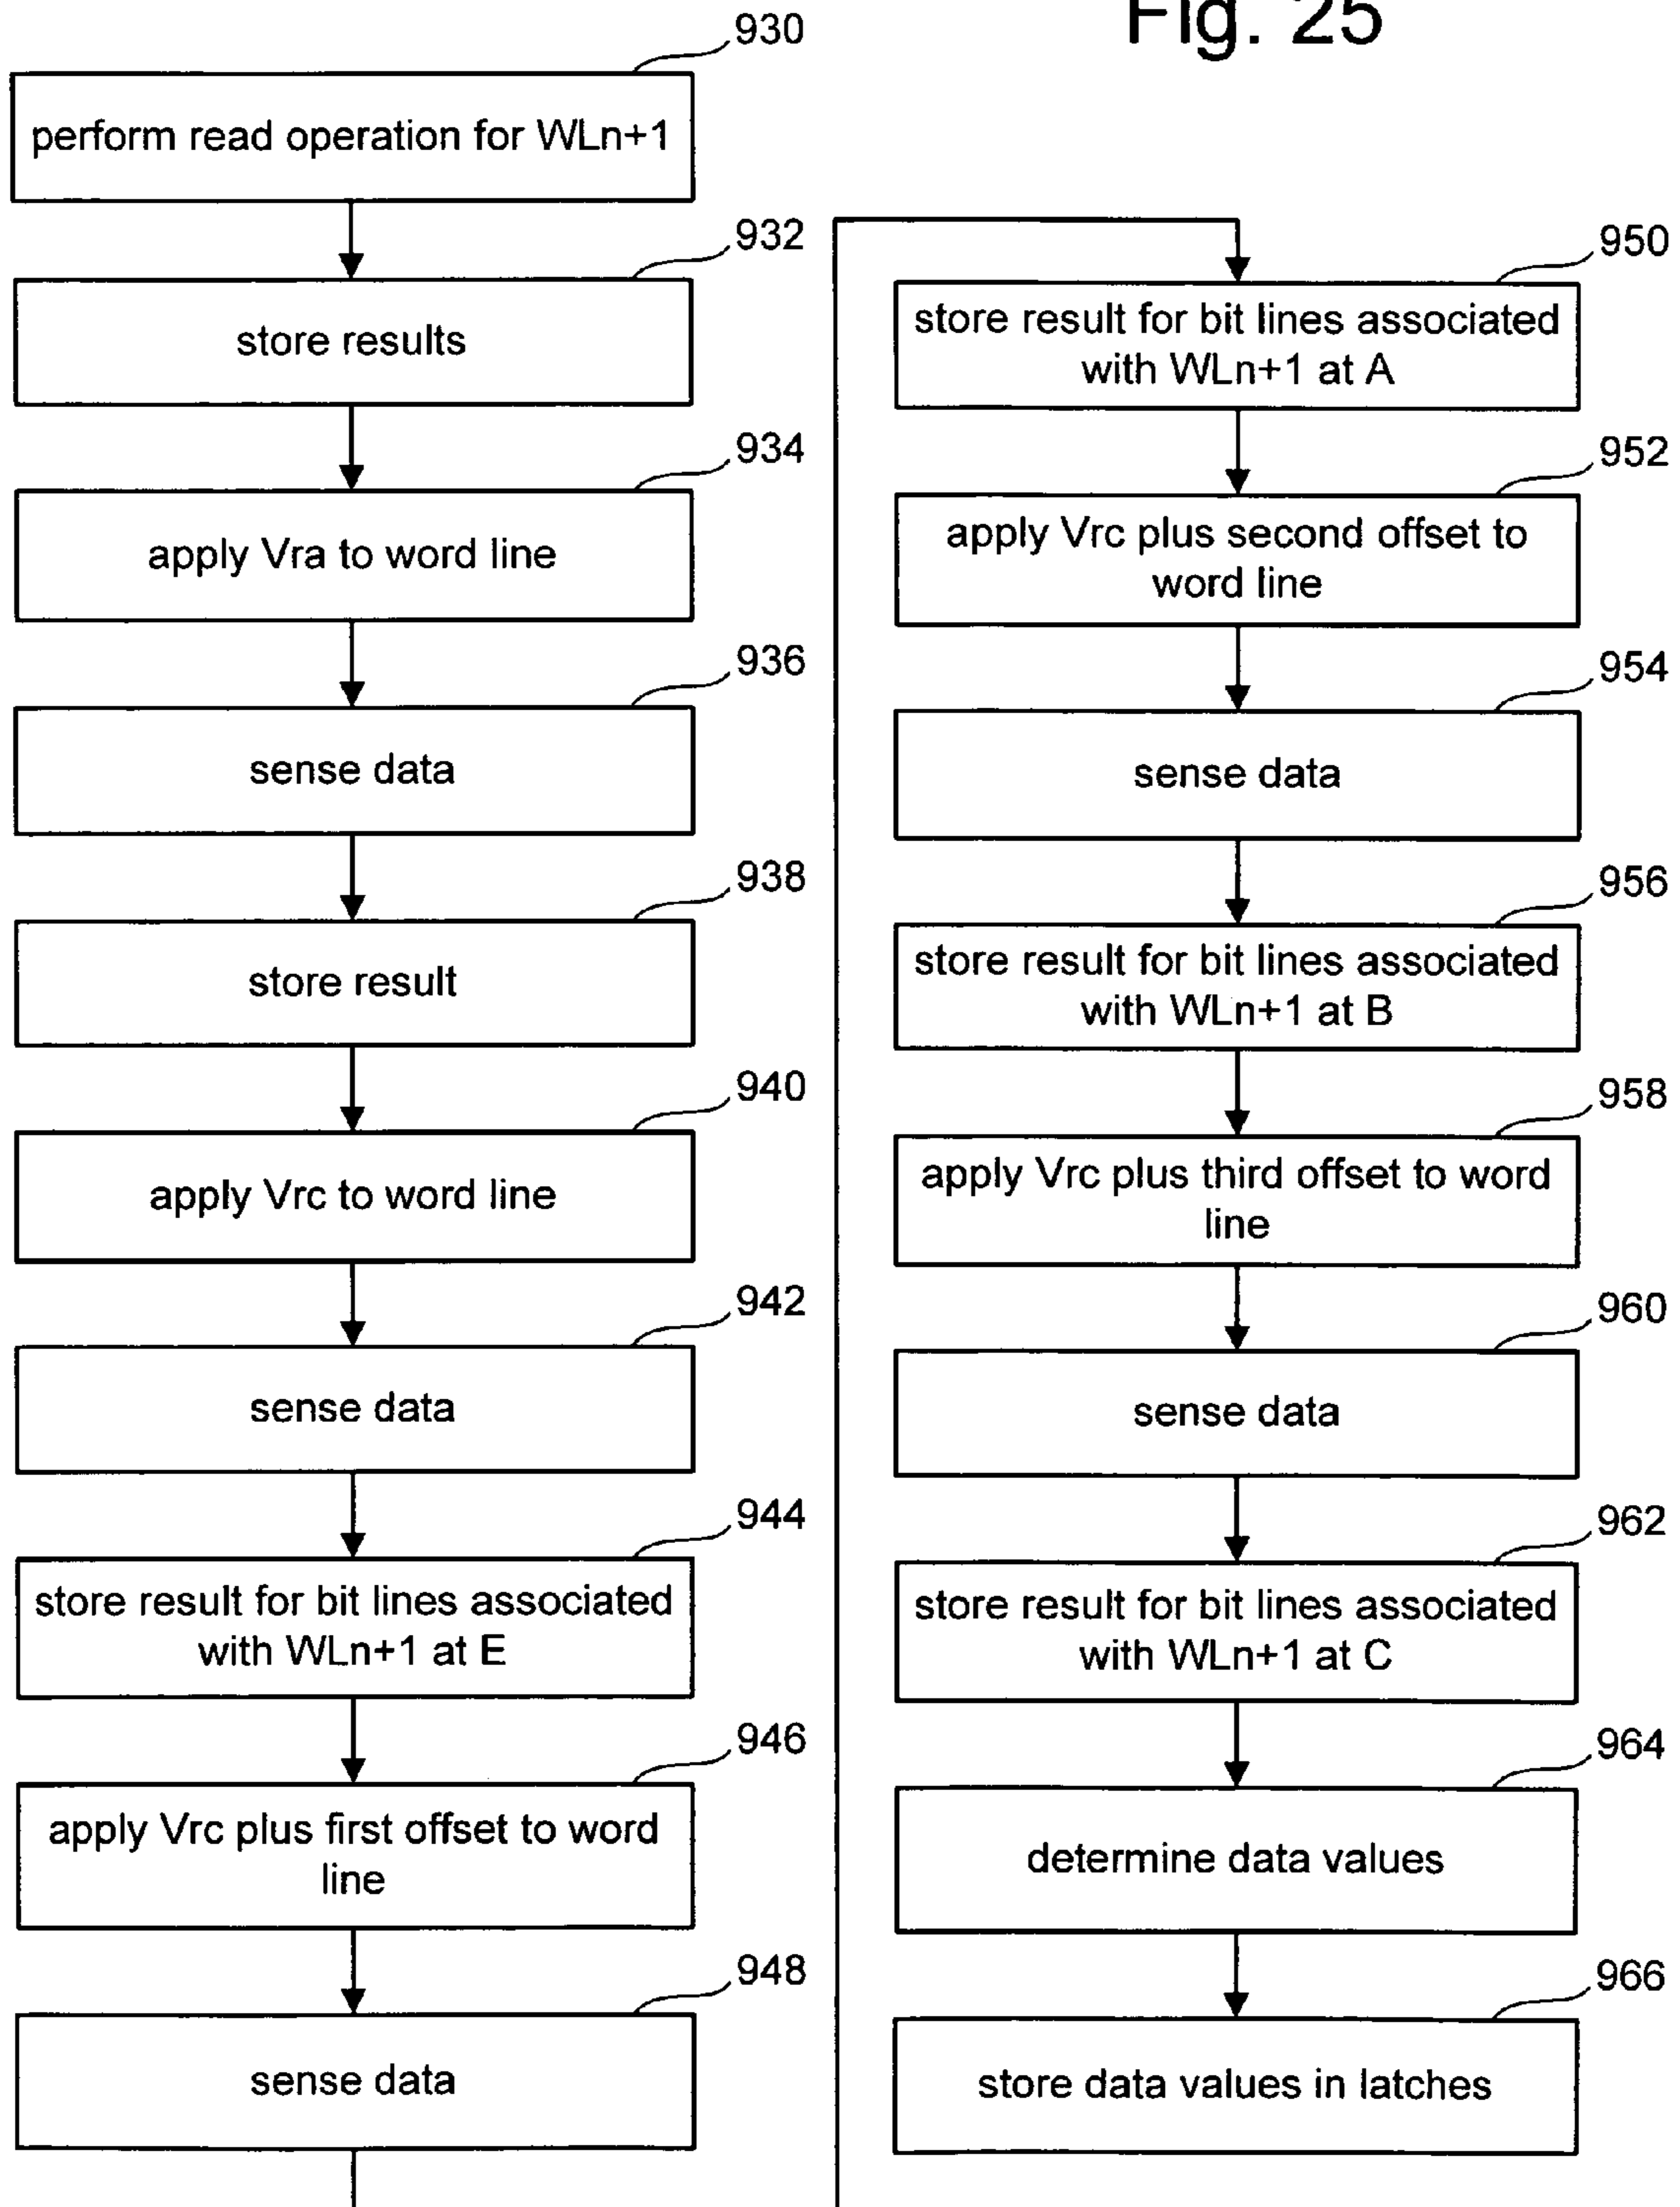 Fig. 25
930
perform read operation for WLn+1
932
store results
934
apply Vra to word line
936
sense data
938
store result
940
apply Vrc to word line
942
sense data
944
store result for bit lines associated
with WLn+1 at E
946
apply Vrc plus first offset to word
line
948
sense data
950
store result for bit lines associated
with WLn+1 at A
952
apply Vrc plus second offset to
word line
954
sense data
956
store result for bit lines associated
with WLn+1 at B
958
apply Vrc plus third offset to word
line
960
sense data
962
store result for bit lines associated
with WLn+1 at C
964
determine data values
966
store data values in latches